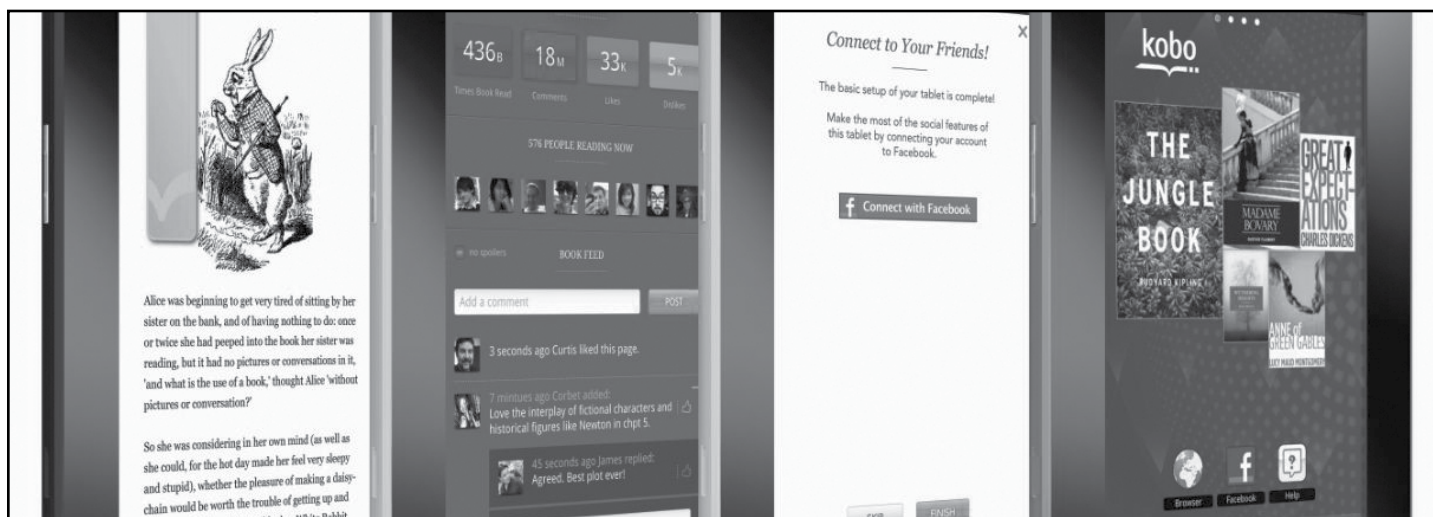 Alice was beginning to get very tired of sitting by her
sister on the bank, and of having nothing to do: once
or twice she had peeped into the book her sister was
reading, but it had no pictures or conversations in it,
'and what is the use of a book,' thought Alice 'without
pictures or conversation?'
So she was considering in her own mind (as well as
she could, for the hot day made her feel very sleepy
and stupid), whether the pleasure of making a daisy-
chain would be worth the trouble of getting up and
White Rabbit
436B
18M
33K
5K
Times Book Read
Comments
Likes
Dislikes
576 PEOPLE READING NOW
no spoilers
BOOK FEED
Add a comment
POST
3 seconds ago Curtis liked this page.
7 mintues ago Corbet added:
Love the interplay of fictional characters and
historical figures like Newton in chpt 5.
45 seconds ago James replied:
Agreed. Best plot ever!
X
Connect to Your Friends!
The basic setup of your tablet is complete!
Make the most of the social features of
this tablet by connecting your account
to Facebook.
f Connect with Facebook
SKIP
FINISH
kobo
THE
JUNGLE
BOOK
RUDYARD KIPLING
MADAME
BOVARY
GREAT
EXPECT-
ATIONS
CHARLES DICKENS
WUTHERING
HEIGHTS
ANNE of
GREEN GABLES
LUCY MAUD MONTGOMERY
f
?
Browser
Facebook
Help